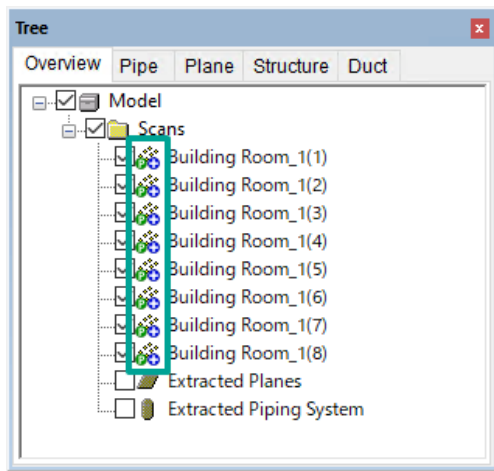 Tree
Overview Pipe Plane Structure Duct
Model
Scans
Building Room_1(1)
Building Room_1(2)
Building Room_1(3)
Building Room_1(4)
Building Room_1(5)
Building Room_1(6)
Building Room_1(7)
Building Room_1(8)
Extracted Planes
Extracted Piping System